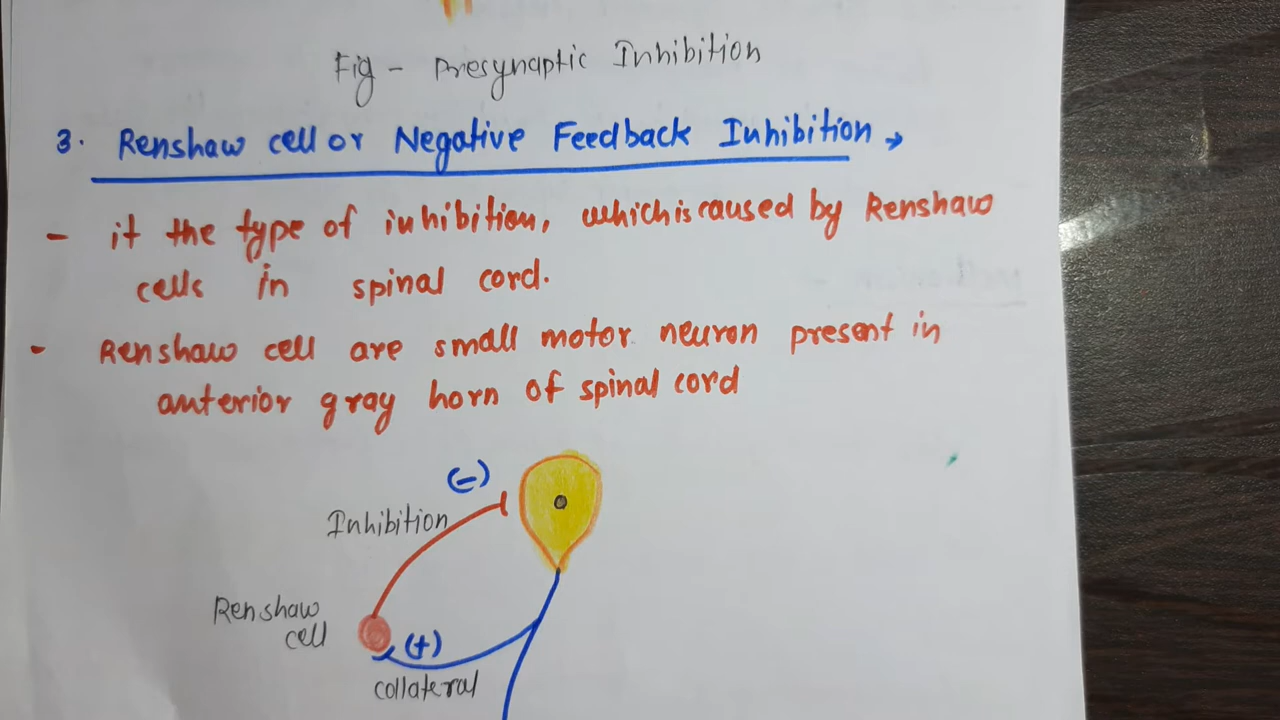 Fig - Presynaptic Inhibition
3. Renshaw cell or Negative Feedback Inhibition →
- it the type of inhibition, which is caused by Renshaw
cells in spinal cord.
- Renshaw cell are small motor neuron present in
anterior gray horn of spinal cord
(-)
Inhibition
Renshaw
cell
(+)
collateral